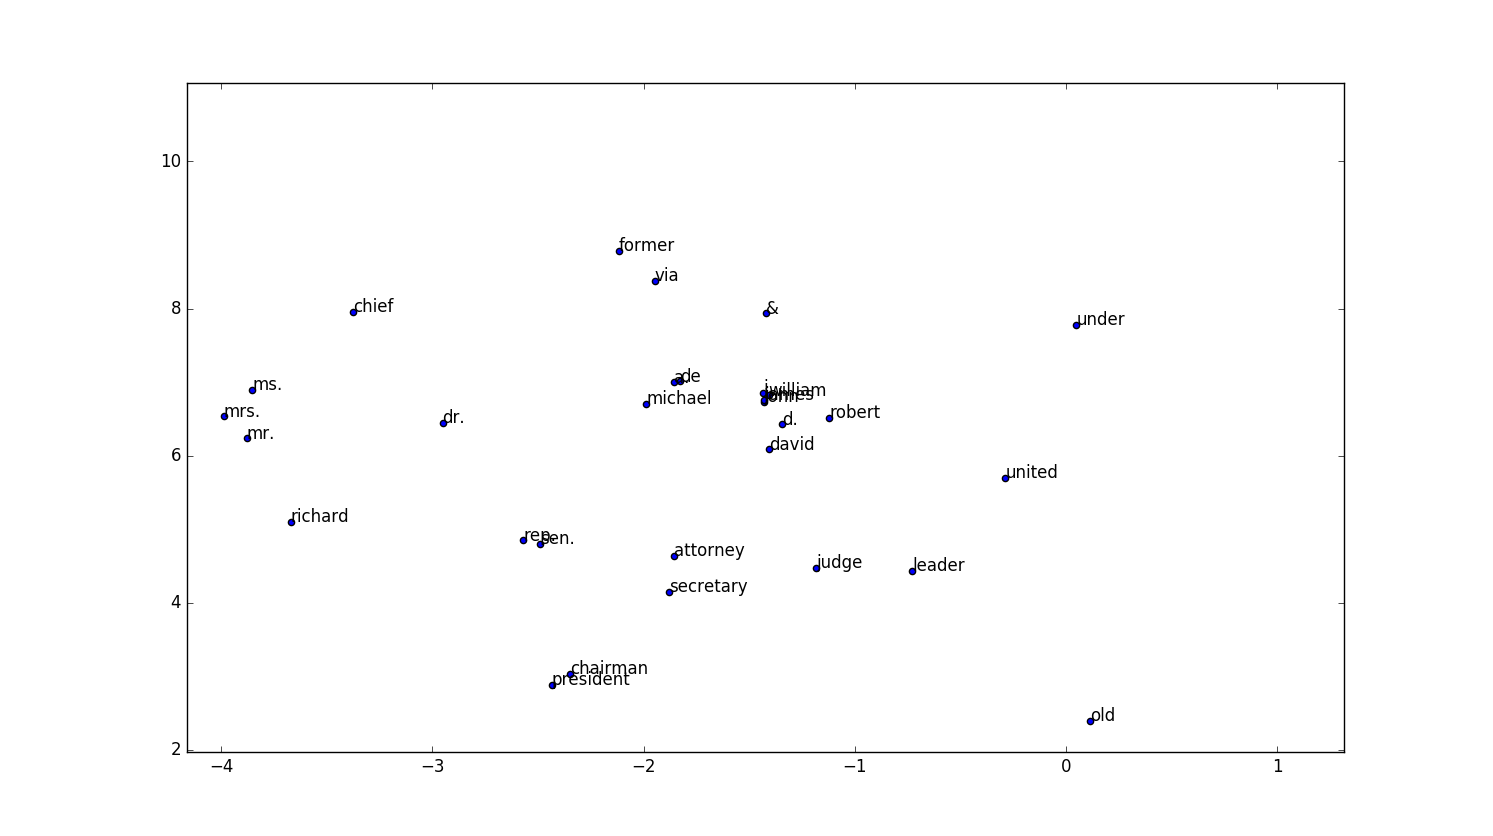 10
former
via
chief
8
&
under
ms.
de
william
michael
mrs.
robert
dr.
d.
mr.
david
6
united
richard
rep.
sen.
attorney
judge
leader
secretary
4
chairman
president
old
2
−4
−3
−2
−1
0
1